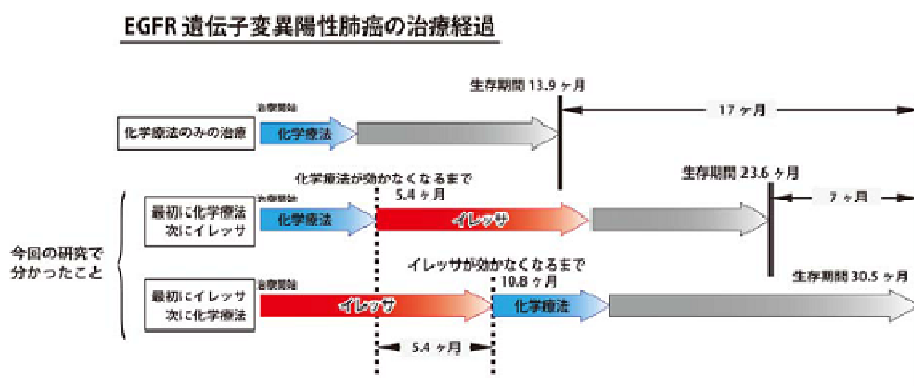 EGFR 遺伝子変異陽性肺癌の治療経過
生存期間 13.9 ヶ月
治療開始
17 ヶ月
化学療法のみの治療
化学療法
生存期間 23.6 ヶ月
化学療法が効かなくなるまで
5.4 ヶ月
治療開始
7 ヶ月
最初に化学療法
次にイレッサ
化学療法
イレッサ
今回の研究で
分かったこと
イレッサが効かなくなるまで
10.8 ヶ月
生存期間 30.5 ヶ月
治療開始
最初にイレッサ
次に化学療法
イレッサ
化学療法
5.4 ヶ月